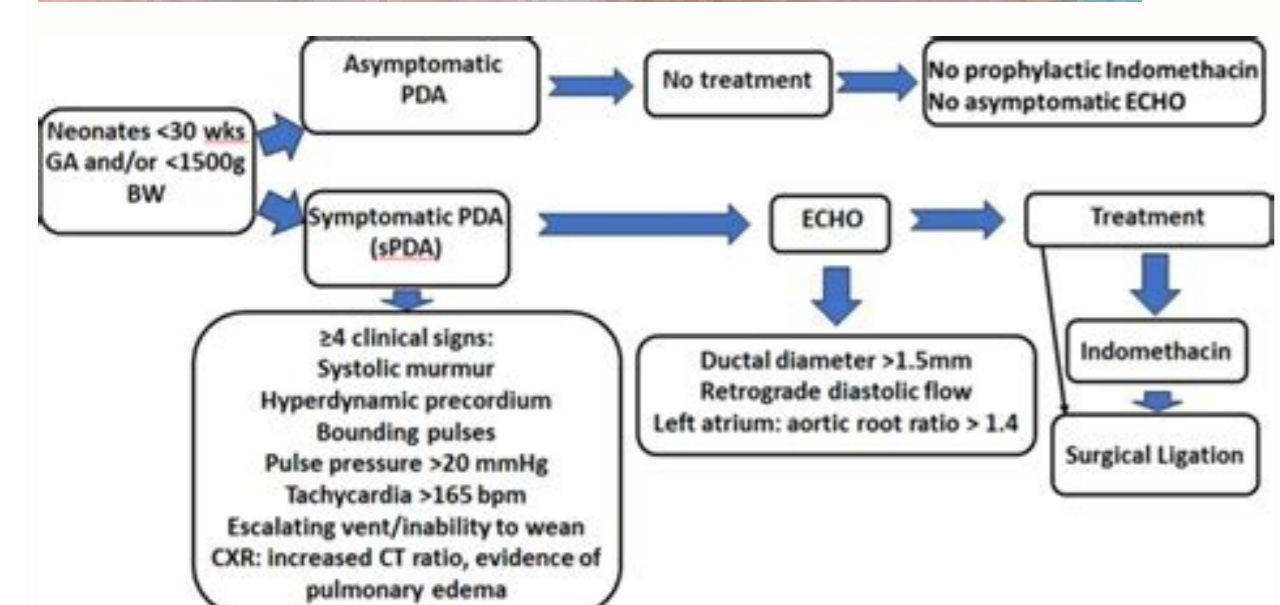 Asymptomatic
PDA
No treatment
No prophylactic Indomethacin
No asymptomatic ECHO
Neonates <30 wks
GA and/or <1500g
BW
Symptomatic PDA
(sPDA)
ECHO
Treatment
≥4 clinical signs:
Systolic murmur
Hyperdynamic precordium
Bounding pulses
Pulse pressure >20 mmHg
Tachycardia >165 bpm
Escalating vent/inability to wean
CXR: increased CT ratio, evidence of
pulmonary edema
Ductal diameter >1.5mm
Retrograde diastolic flow
Left atrium: aortic root ratio > 1.4
Indomethacin
Surgical Ligation